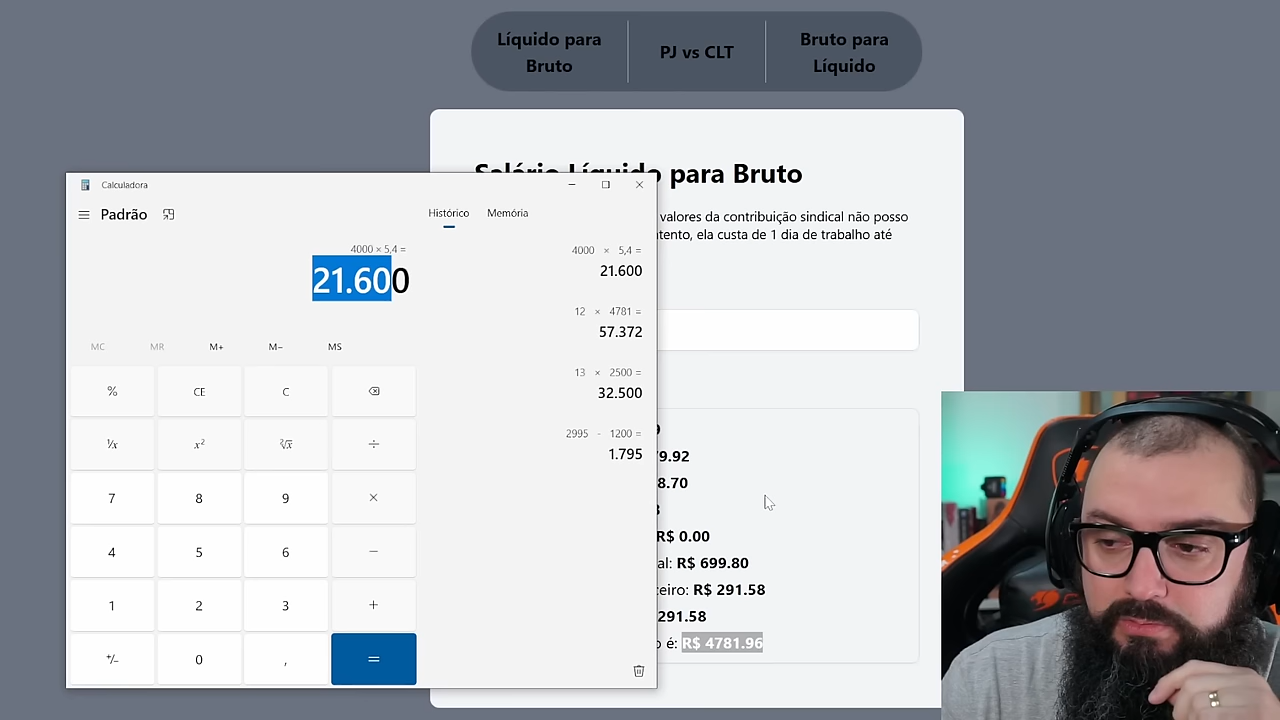 Líquido para
Bruto
PJ vs CLT
Bruto para
Líquido
Salário Líquido para Bruto
valores da contribuição sindical não posso
ela custa de 1 dia de trabalho até
Calculadora
Padrão
Histórico
Memória
4000 × 5,4 =
21.600
MC
MR
M+
M−
MS
%
CE
C
⌫
¹/x
x²
²√x
÷
7
8
9
×
4
5
6
−
1
2
3
+
+/−
0
,
=
4000 × 5,4 =
21.600
12 × 4781 =
57.372
13 × 2500 =
32.500
2995 - 1200 =
1.795
9.92
8.70
R$ 0.00
al: R$ 699.80
ceiro: R$ 291.58
291.58
o é: R$ 4781.96